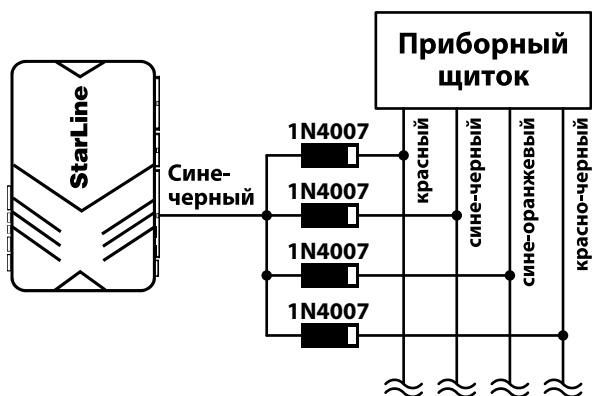 Приборный
щиток
StarLine
Сине-
черный
1N4007
1N4007
1N4007
1N4007
красный
сине-черный
сине-оранжевый
красно-черный